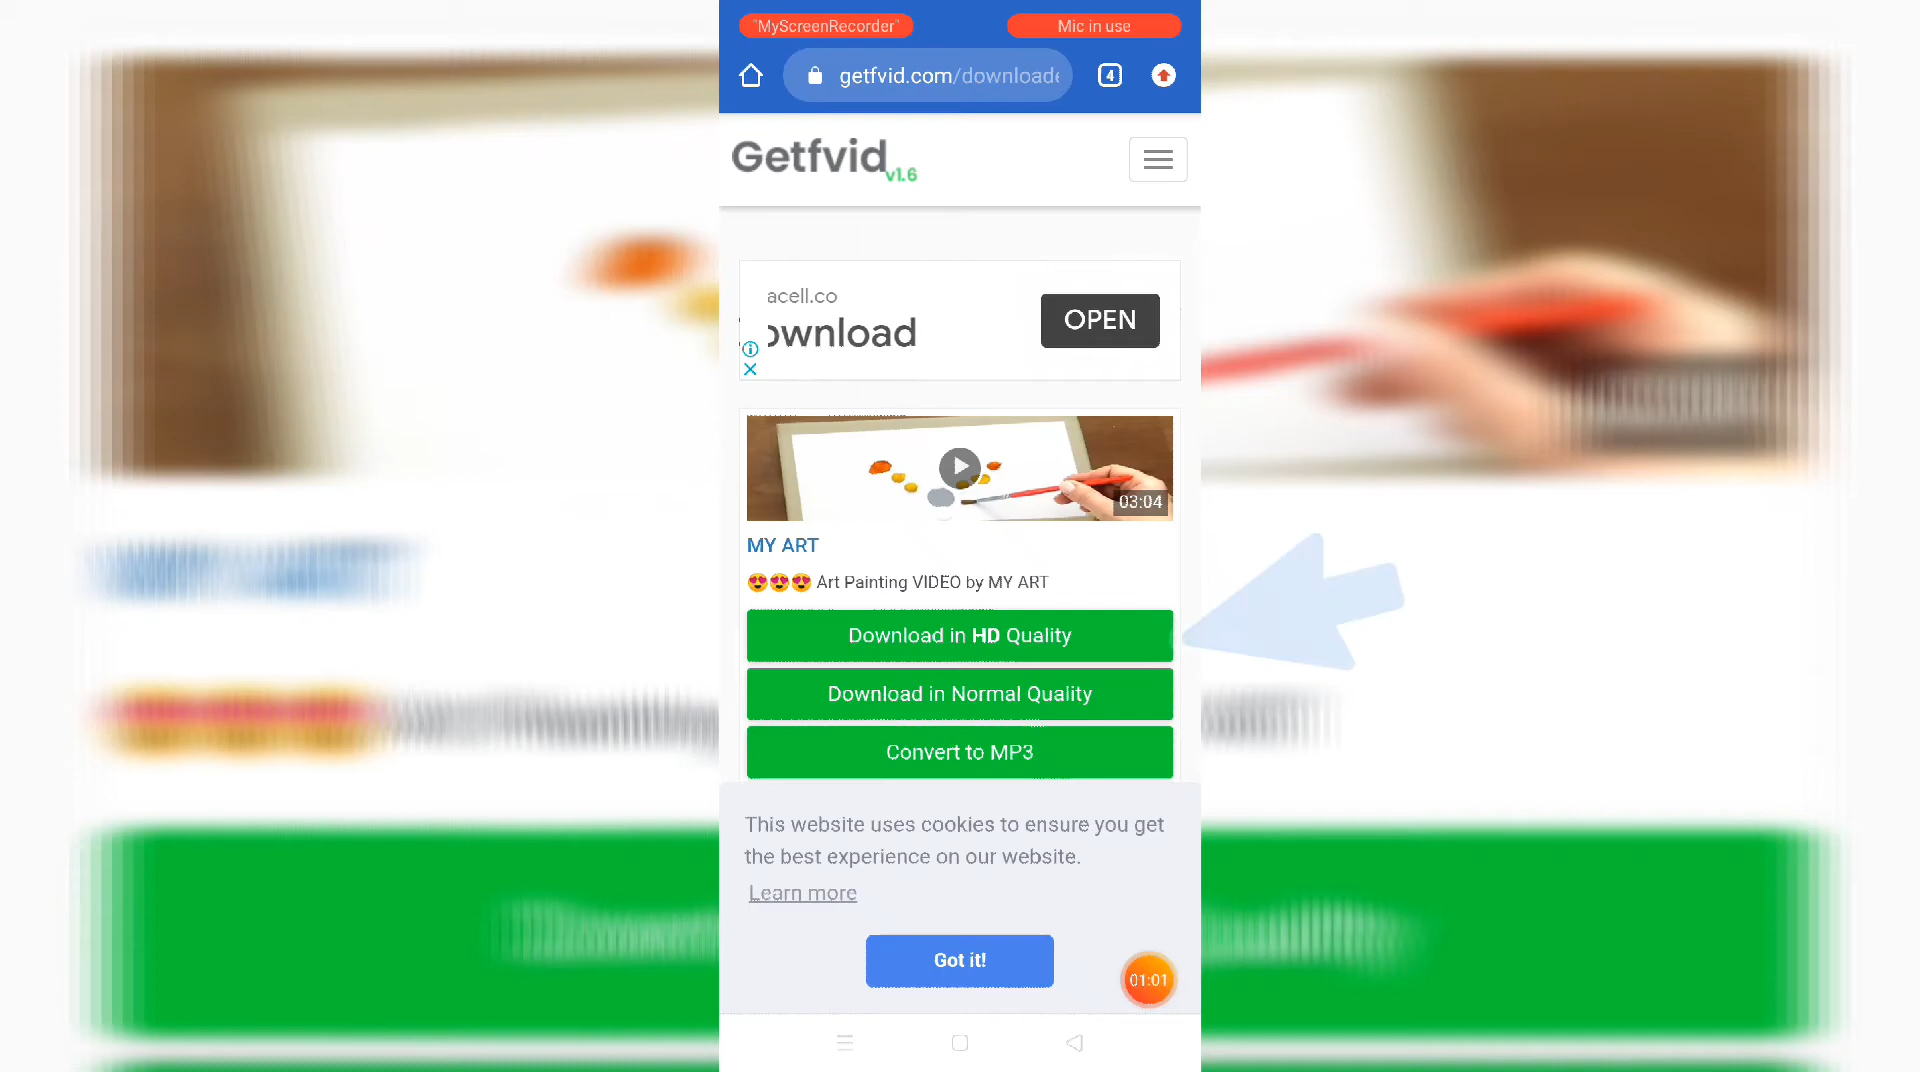 "MyScreenRecorder"
Mic in use
getfvid.com/downloade
4
Getfvid v1.6
acell.co
ownload
OPEN
03:04
MY ART
😍😍😍 Art Painting VIDEO by MY ART
Download in HD Quality
Download in Normal Quality
Convert to MP3
This website uses cookies to ensure you get
the best experience on our website.
Learn more
Got it!
01:01